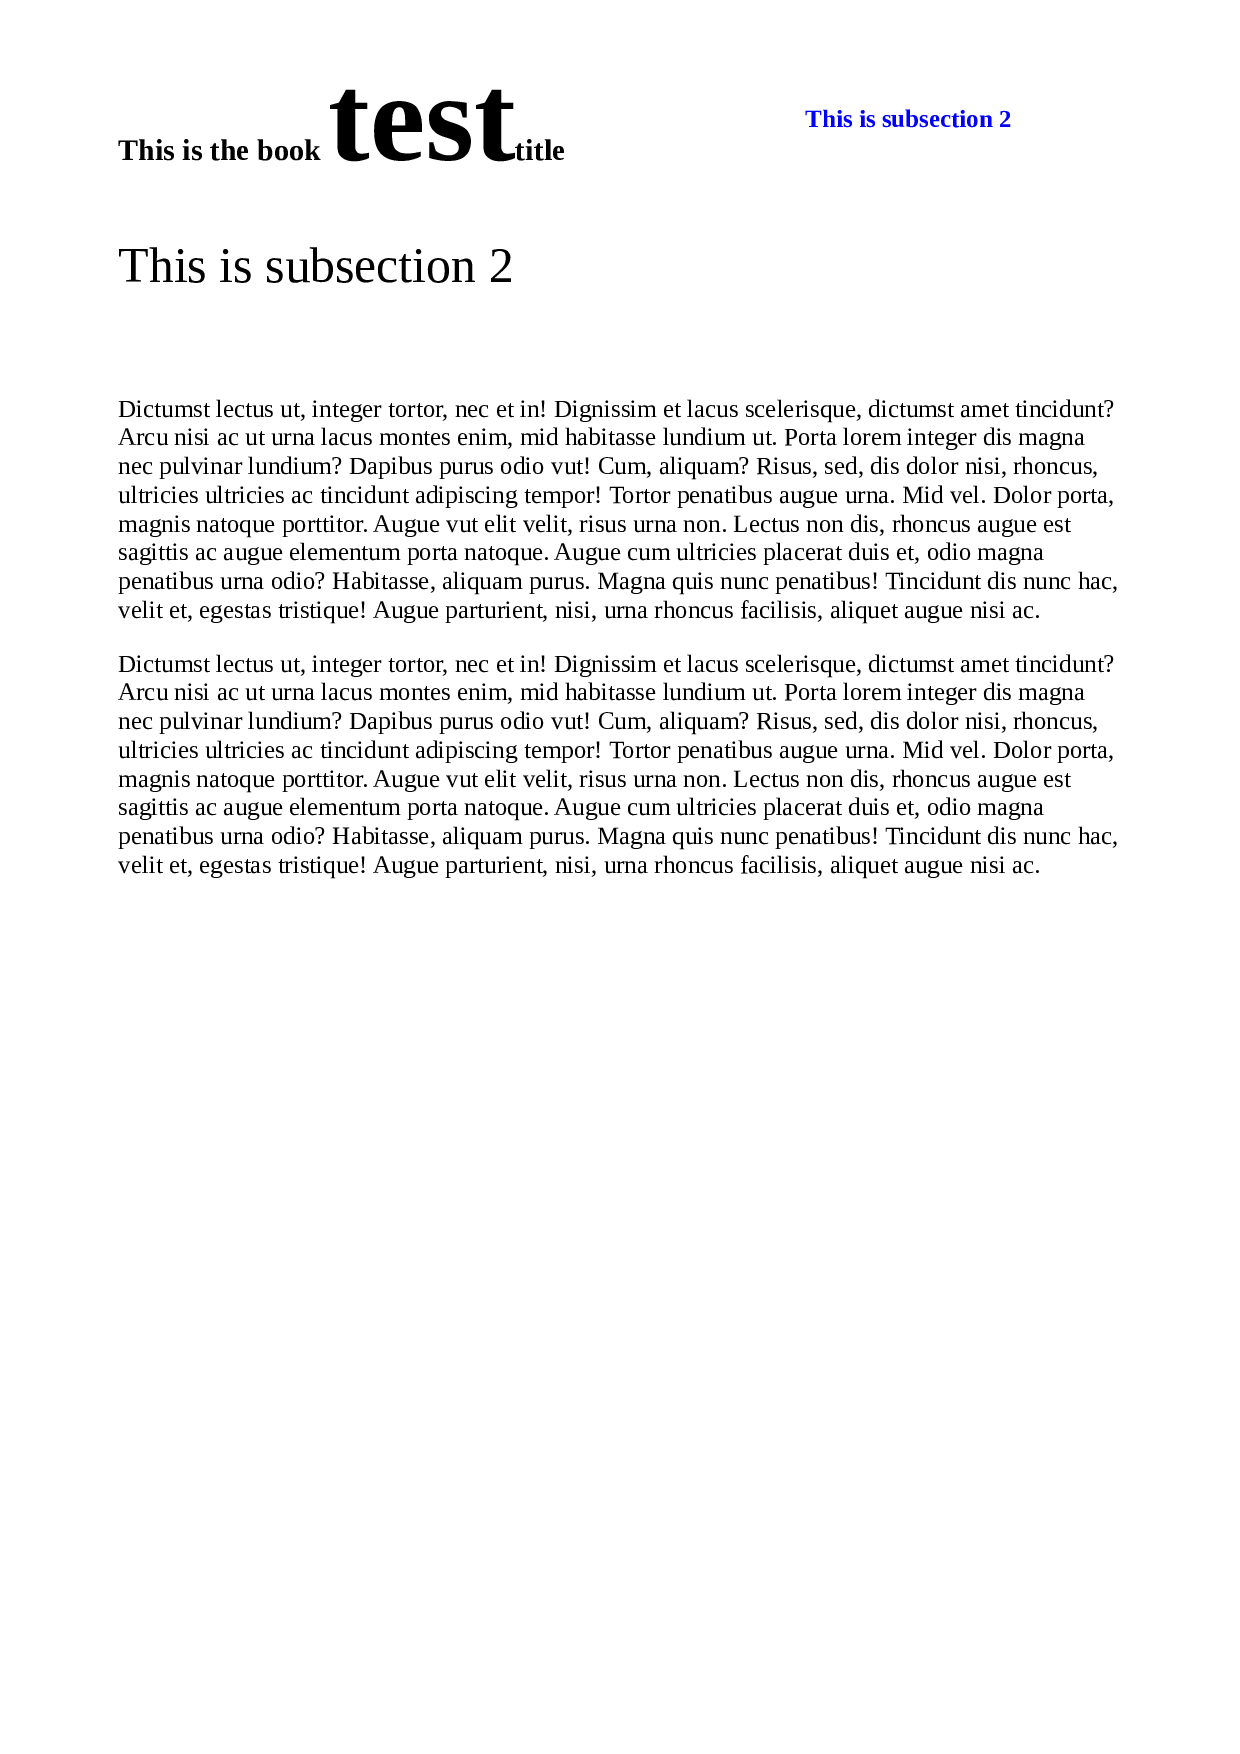 This is the book testtitle
This is subsection 2
This is subsection 2
Dictumst lectus ut, integer tortor, nec et in! Dignissim et lacus scelerisque, dictumst amet tincidunt?
Arcu nisi ac ut urna lacus montes enim, mid habitasse lundium ut. Porta lorem integer dis magna
nec pulvinar lundium? Dapibus purus odio vut! Cum, aliquam? Risus, sed, dis dolor nisi, rhoncus,
ultricies ultricies ac tincidunt adipiscing tempor! Tortor penatibus augue urna. Mid vel. Dolor porta,
magnis natoque porttitor. Augue vut elit velit, risus urna non. Lectus non dis, rhoncus augue est
sagittis ac augue elementum porta natoque. Augue cum ultricies placerat duis et, odio magna
penatibus urna odio? Habitasse, aliquam purus. Magna quis nunc penatibus! Tincidunt dis nunc hac,
velit et, egestas tristique! Augue parturient, nisi, urna rhoncus facilisis, aliquet augue nisi ac.
Dictumst lectus ut, integer tortor, nec et in! Dignissim et lacus scelerisque, dictumst amet tincidunt?
Arcu nisi ac ut urna lacus montes enim, mid habitasse lundium ut. Porta lorem integer dis magna
nec pulvinar lundium? Dapibus purus odio vut! Cum, aliquam? Risus, sed, dis dolor nisi, rhoncus,
ultricies ultricies ac tincidunt adipiscing tempor! Tortor penatibus augue urna. Mid vel. Dolor porta,
magnis natoque porttitor. Augue vut elit velit, risus urna non. Lectus non dis, rhoncus augue est
sagittis ac augue elementum porta natoque. Augue cum ultricies placerat duis et, odio magna
penatibus urna odio? Habitasse, aliquam purus. Magna quis nunc penatibus! Tincidunt dis nunc hac,
velit et, egestas tristique! Augue parturient, nisi, urna rhoncus facilisis, aliquet augue nisi ac.